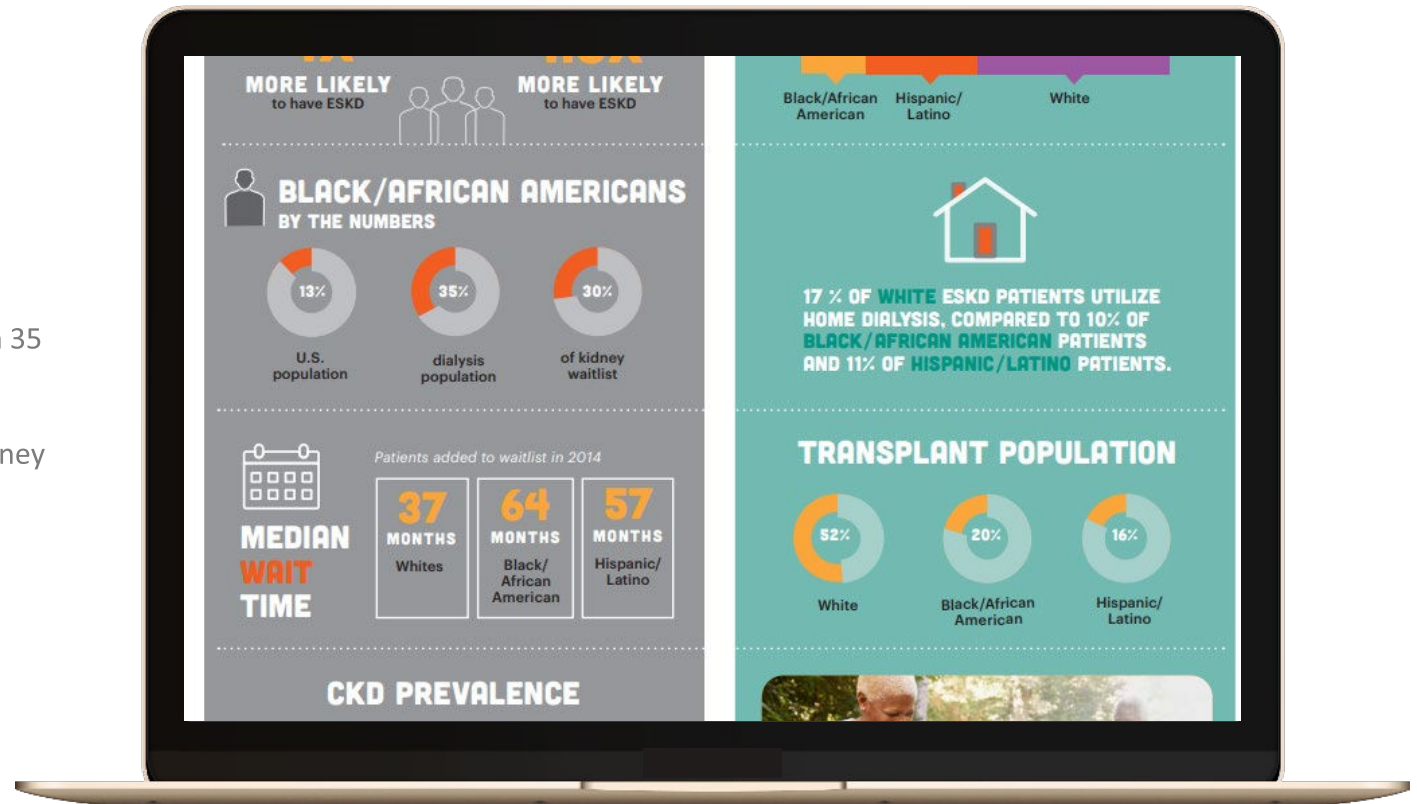 35
MORE LIKELY
to have ESKD
MORE LIKELY
to have ESKD
BLACK/AFRICAN AMERICANS
BY THE NUMBERS
13%
35%
30%
U.S.
population
dialysis
population
of kidney
waitlist
Patients added to waitlist in 2014
MEDIAN
WAIT
TIME
37
MONTHS
Whites
64
MONTHS
Black/
African
American
57
MONTHS
Hispanic/
Latino
CKD PREVALENCE
Black/African
American
Hispanic/
Latino
White
17 % OF WHITE ESKD PATIENTS UTILIZE
HOME DIALYSIS, COMPARED TO 10% OF
BLACK/AFRICAN AMERICAN PATIENTS
AND 11% OF HISPANIC/LATINO PATIENTS.
TRANSPLANT POPULATION
52%
20%
16%
White
Black/African
American
Hispanic/
Latino